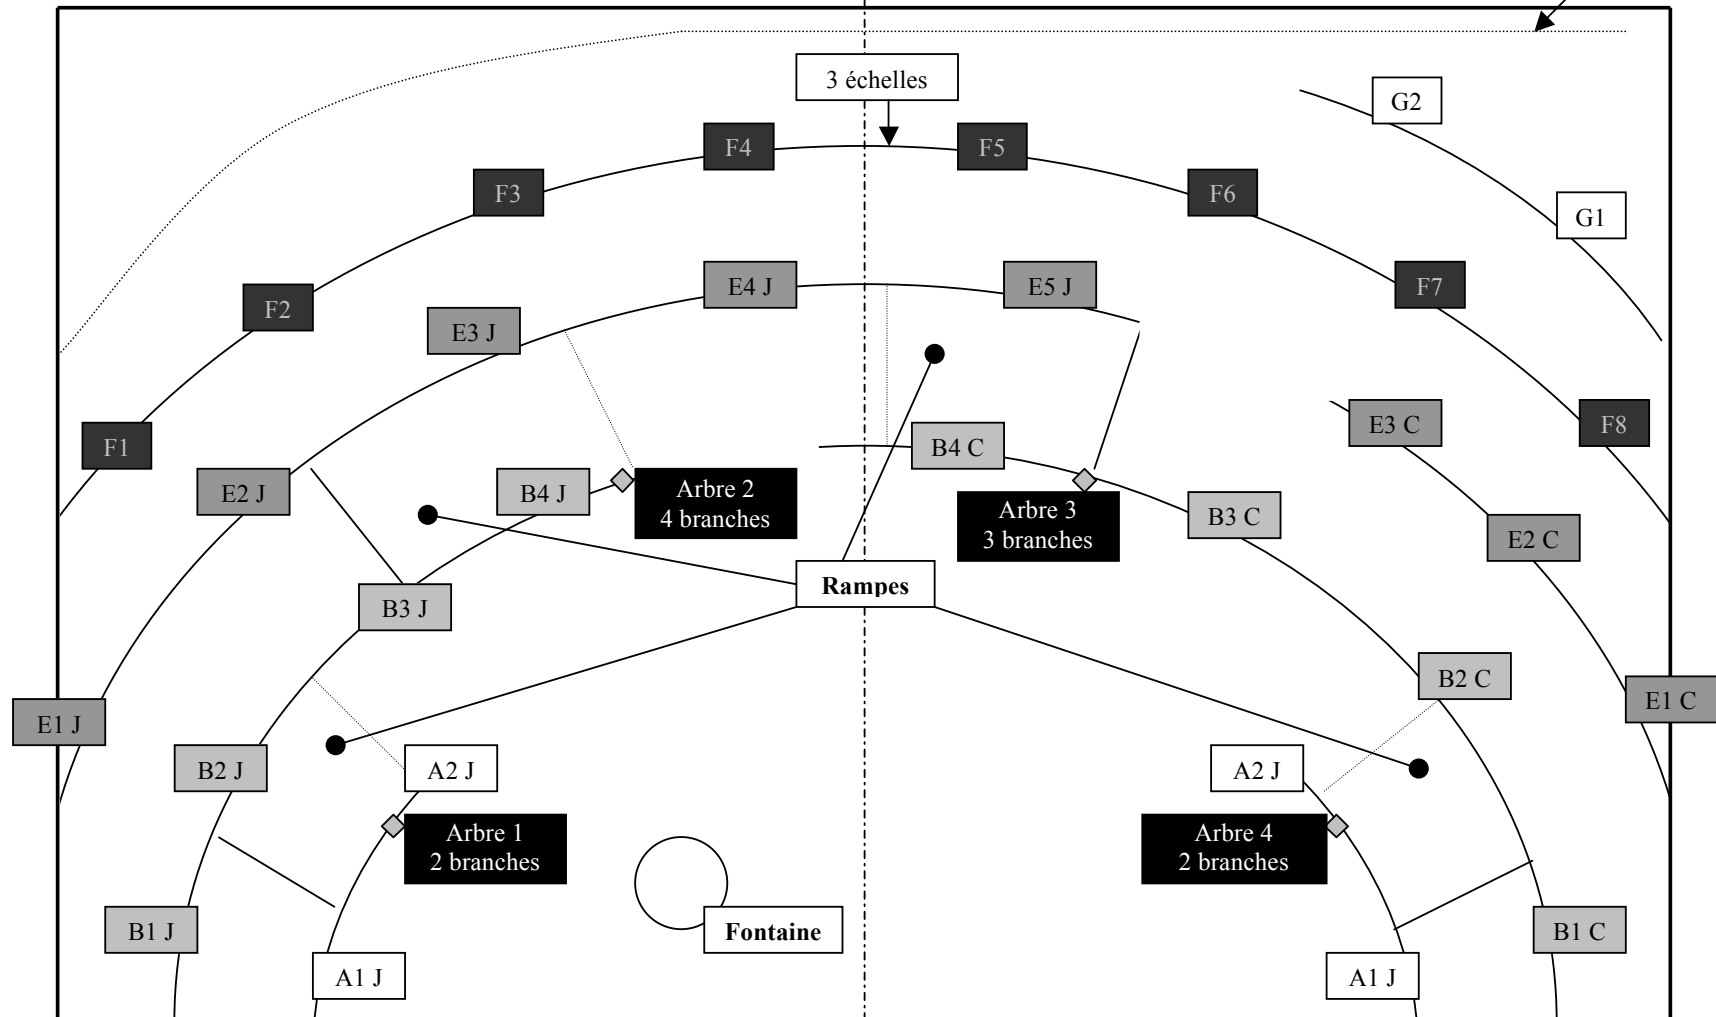 3 échelles
G2
F4
F5
F3
F6
G1
E4 J
E5 J
F7
F2
E3 J
E3 C
F8
F1
B4 C
E2 J
B4 J
Arbre 2
4 branches
Arbre 3
3 branches
B3 C
E2 C
Rampes
B3 J
B2 C
E1 C
E1 J
B2 J
A2 J
A2 J
Arbre 1
2 branches
Arbre 4
2 branches
B1 J
Fontaine
B1 C
A1 J
A1 J